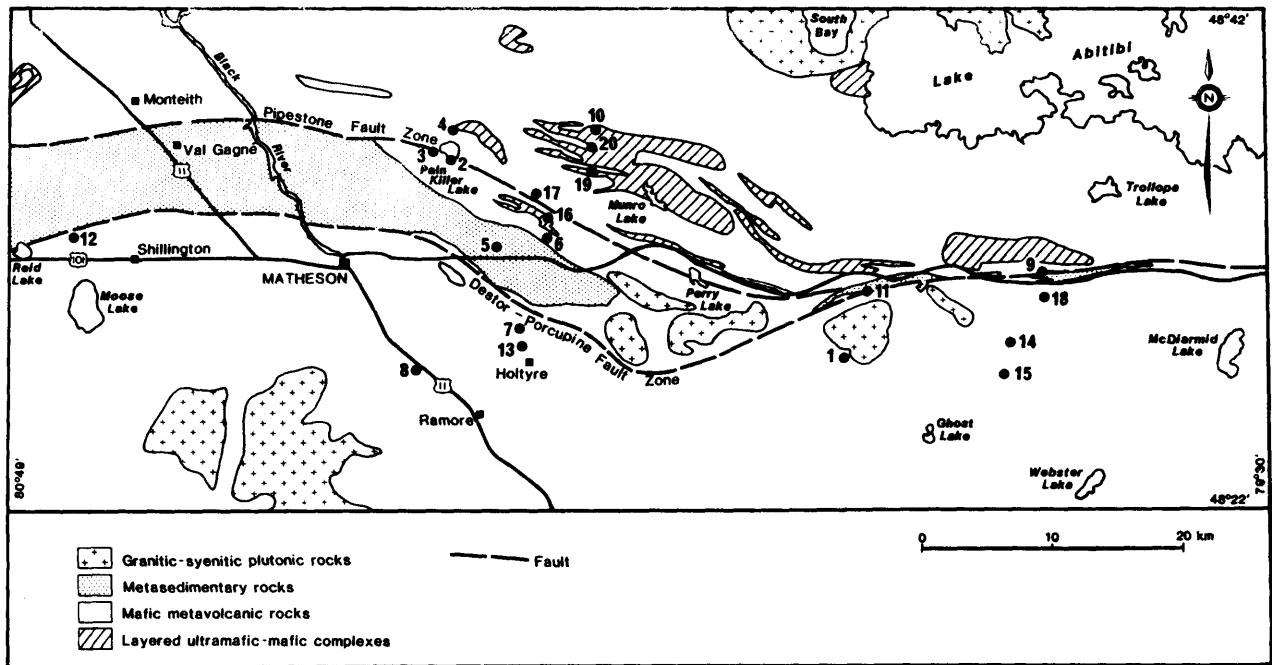 48°42'
South
Bay
Abitibi
Lake
N
Black
River
Monteith
Pipestone Fault Zone
4
10
Val Gagné
3
2
20
Pain
Killer
Lake
19
11
17
Munro
Lake
Trollope
Lake
16
12
5
6
Shillington
101
9
Reid
Lake
MATHESON
Perry
Lake
11
18
Moose
Lake
Destor-Porcupine Fault
Zone
7
13
14
McDiarmid
Lake
1
Holtyre
8
15
11
Ramore
Ghost
Lake
Webster
Lake
80°49'
79°30'
48°22'
0 10 20 km
Granitic-syenitic plutonic rocks
Fault
Metasedimentary rocks
Mafic metavolcanic rocks
Layered ultramafic-mafic complexes